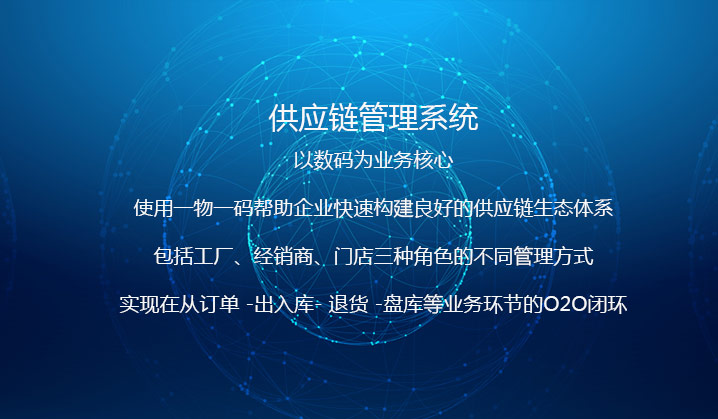 供应链管理系统
以数码为业务核心
使用一物一码帮助企业快速构建良好的供应链生态体系
包括工厂、经销商、门店三种角色的不同管理方式
实现在从订单 -出入库- 退货 -盘库等业务环节的O2O闭环